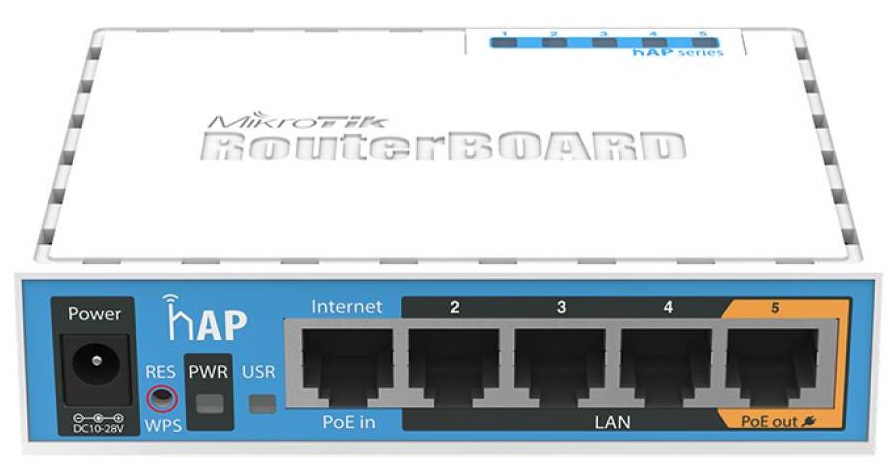 1 2 3 4 5
hAP series
MikroTik
RouterBOARD
Power
hAP
Internet 2 3 4 5
RES PWR USR
WPS
PoE in LAN PoE out
DC10-28V